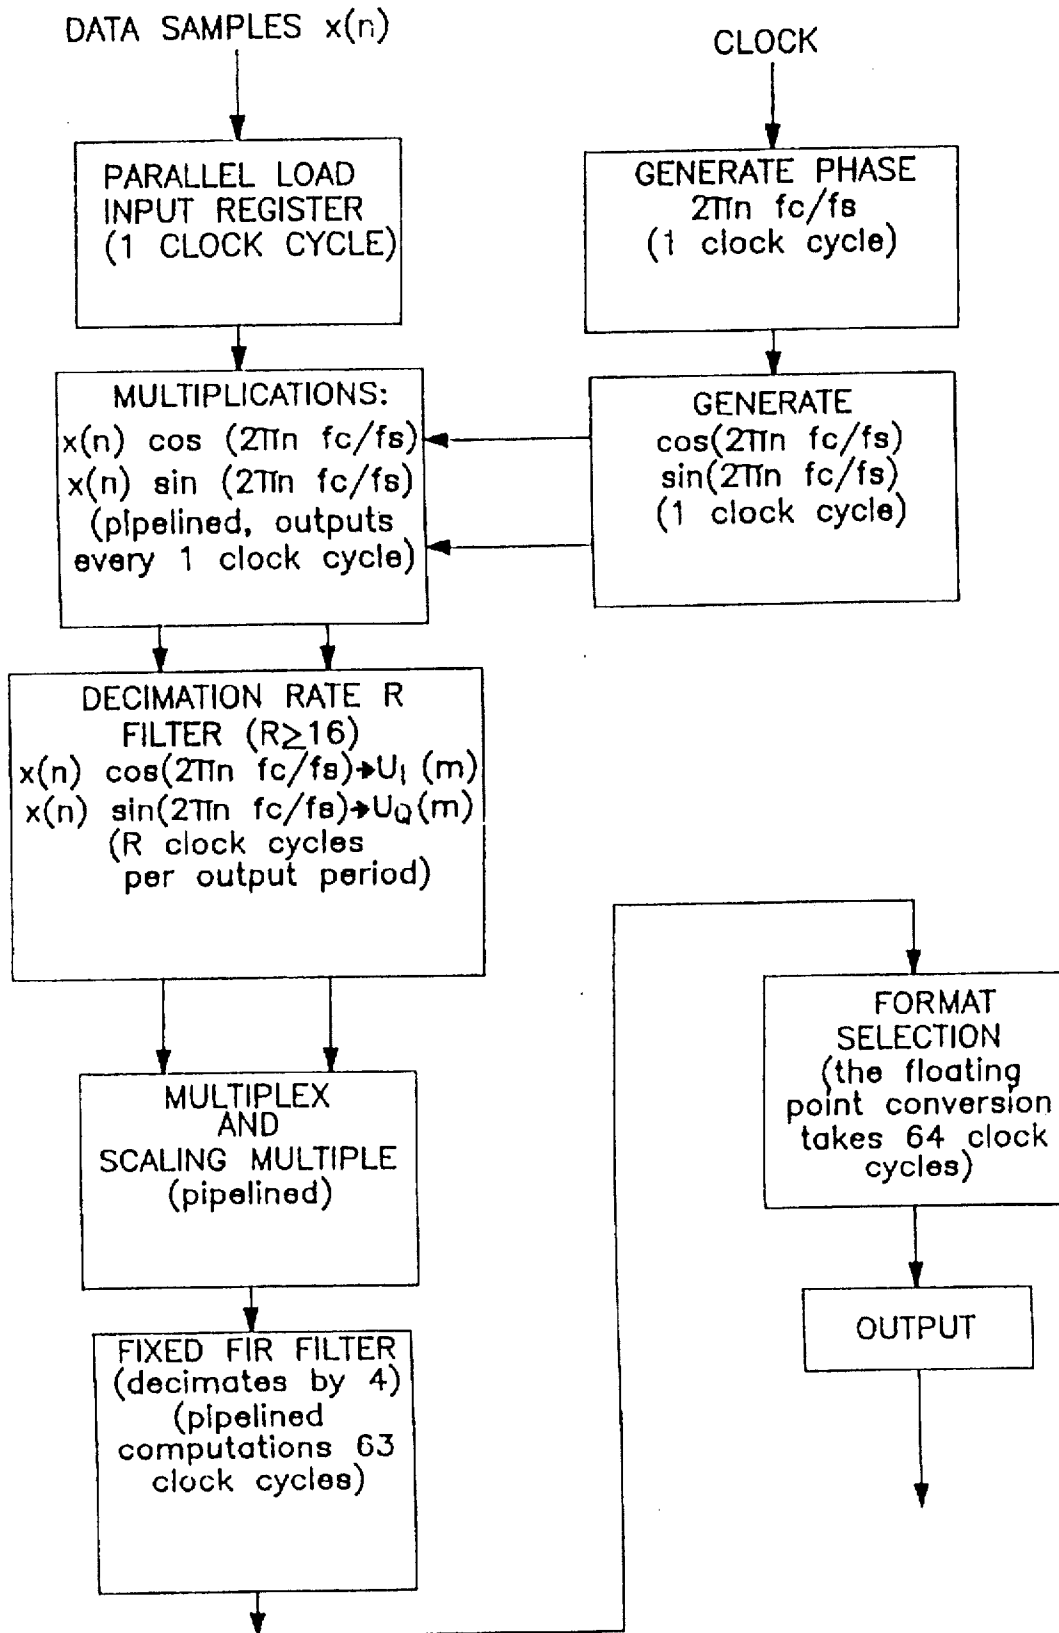 DATA SAMPLES x(n)
CLOCK
PARALLEL LOAD
INPUT REGISTER
(1 CLOCK CYCLE)
GENERATE PHASE
2πn fc/fs
(1 clock cycle)
MULTIPLICATIONS:
x(n) cos (2πn fc/fs)
x(n) sin (2πn fc/fs)
(pipelined, outputs
every 1 clock cycle)
GENERATE
cos(2πn fc/fs)
sin(2πn fc/fs)
(1 clock cycle)
DECIMATION RATE R
FILTER (R≥16)
x(n) cos(2πn fc/fs)→U_I (m)
x(n) sin(2πn fc/fs)→U_Q(m)
(R clock cycles
per output period)
MULTIPLEX
AND
SCALING MULTIPLE
(pipelined)
FIXED FIR FILTER
(decimates by 4)
(pipelined
computations 63
clock cycles)
FORMAT
SELECTION
(the floating
point conversion
takes 64 clock
cycles)
OUTPUT